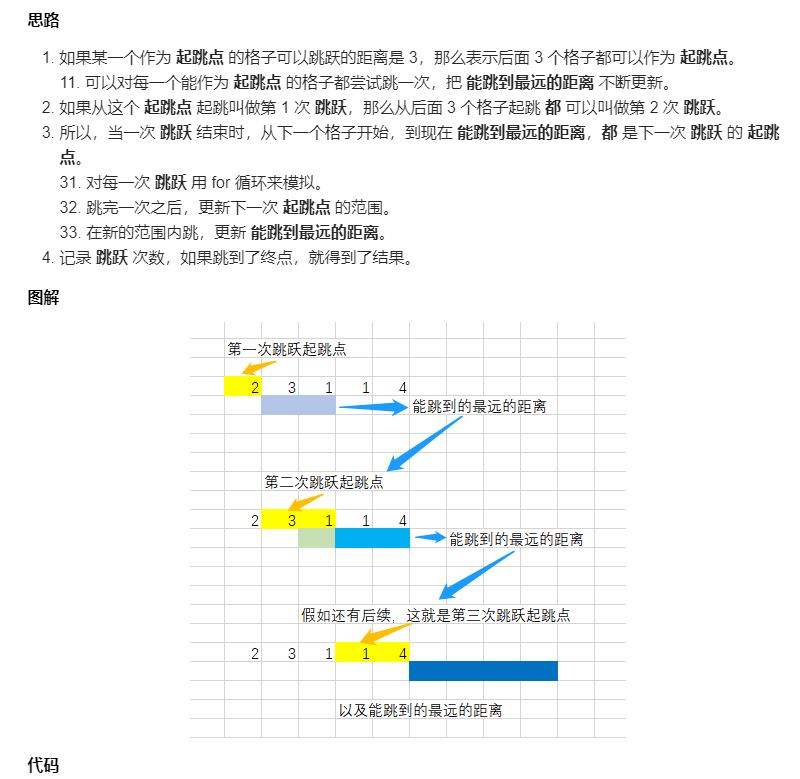 思路
1. 如果某一个作为 起跳点 的格子可以跳跃的距离是 3，那么表示后面 3 个格子都可以作为 起跳点。
11. 可以对每一个能作为 起跳点 的格子都尝试跳一次，把 能跳到最远的距离 不断更新。
2. 如果从这个 起跳点 起跳叫做第 1 次 跳跃，那么从后面 3 个格子起跳 都 可以叫做第 2 次 跳跃。
3. 所以，当一次 跳跃 结束时，从下一个格子开始，到现在 能跳到最远的距离，都 是下一次 跳跃 的 起跳
点。
31. 对每一次 跳跃 用 for 循环来模拟。
32. 跳完一次之后，更新下一次 起跳点 的范围。
33. 在新的范围内跳，更新 能跳到最远的距离。
4. 记录 跳跃 次数，如果跳到了终点，就得到了结果。
图解
第一次跳跃起跳点
2 3 1 1 4
能跳到的最远的距离
第二次跳跃起跳点
2 3 1 1 4
能跳到的最远的距离
假如还有后续，这就是第三次跳跃起跳点
2 3 1 1 4
以及能跳到的最远的距离
代码